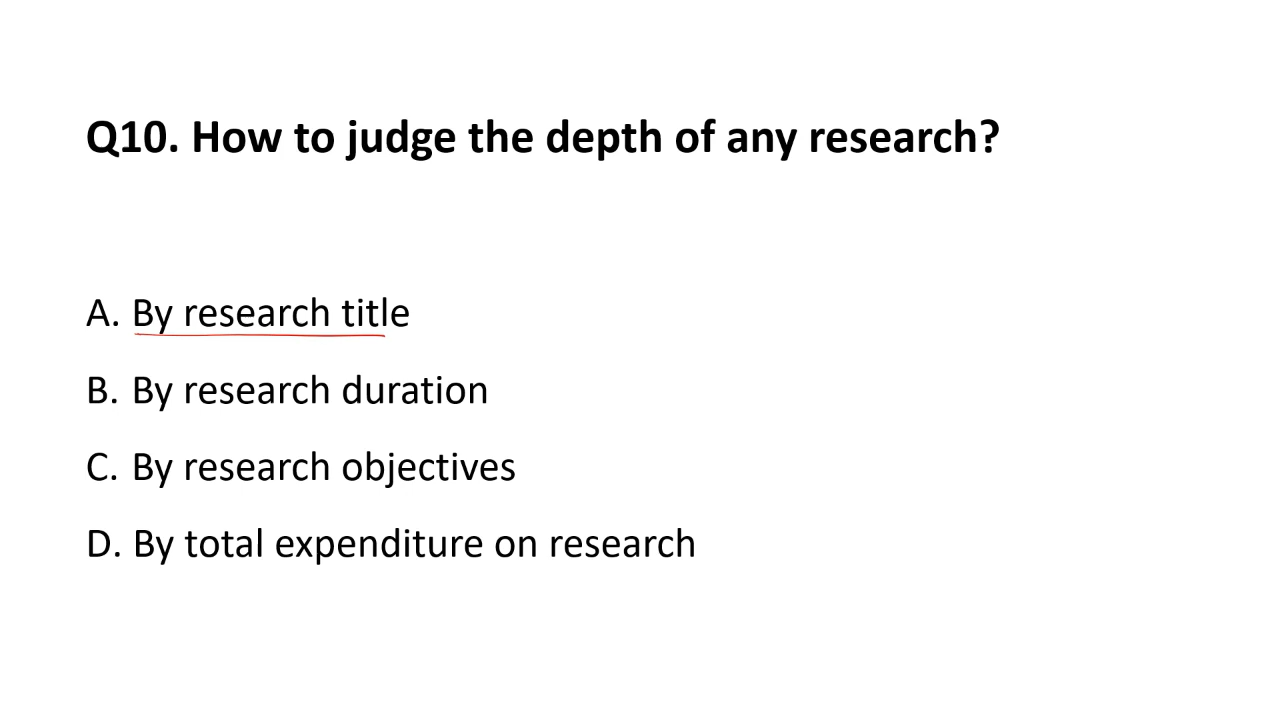 Q10. How to judge the depth of any research?
A. By research title
B. By research duration
C. By research objectives
D. By total expenditure on research